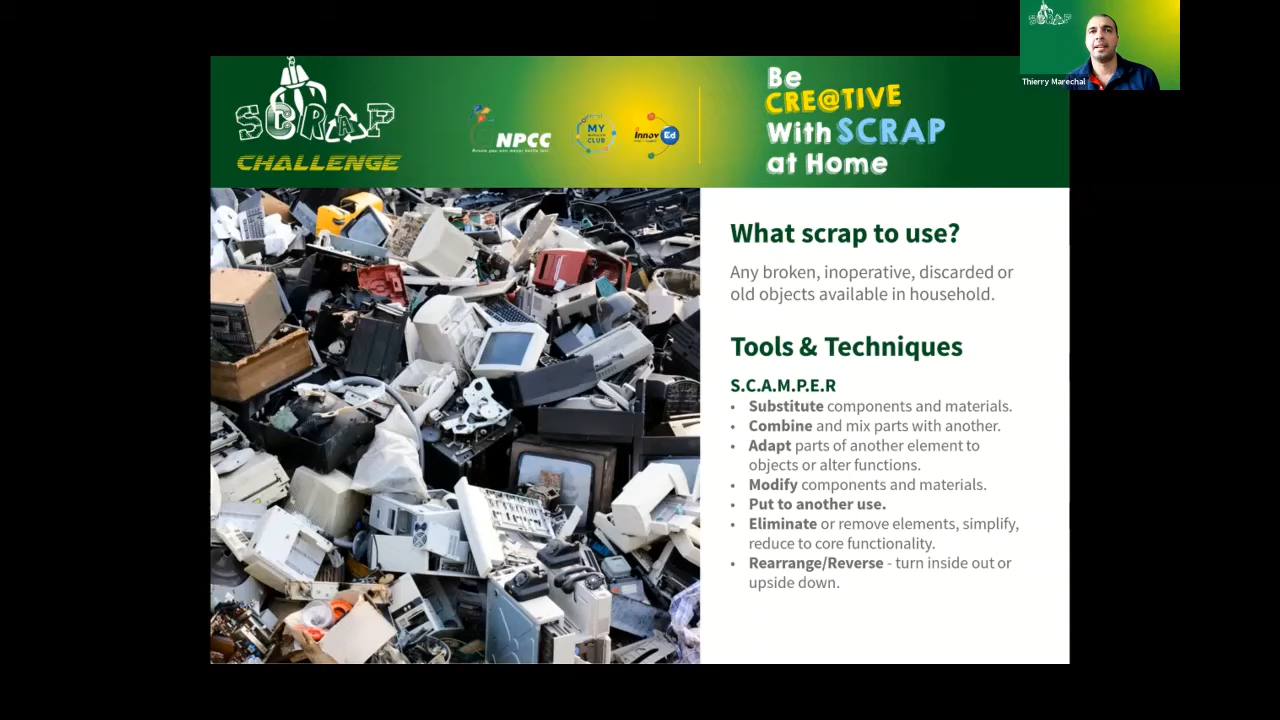 SCRAP
CHALLENGE
NPCC
MY
CLUB
InnovEd
Be
CRE@TIVE
With SCRAP
at Home
Thierry Marechal
What scrap to use?
Any broken, inoperative, discarded or
old objects available in household.
Tools & Techniques
S.C.A.M.P.E.R
• Substitute components and materials.
• Combine and mix parts with another.
• Adapt parts of another element to
objects or alter functions.
• Modify components and materials.
• Put to another use.
• Eliminate or remove elements, simplify,
reduce to core functionality.
• Rearrange/Reverse - turn inside out or
upside down.